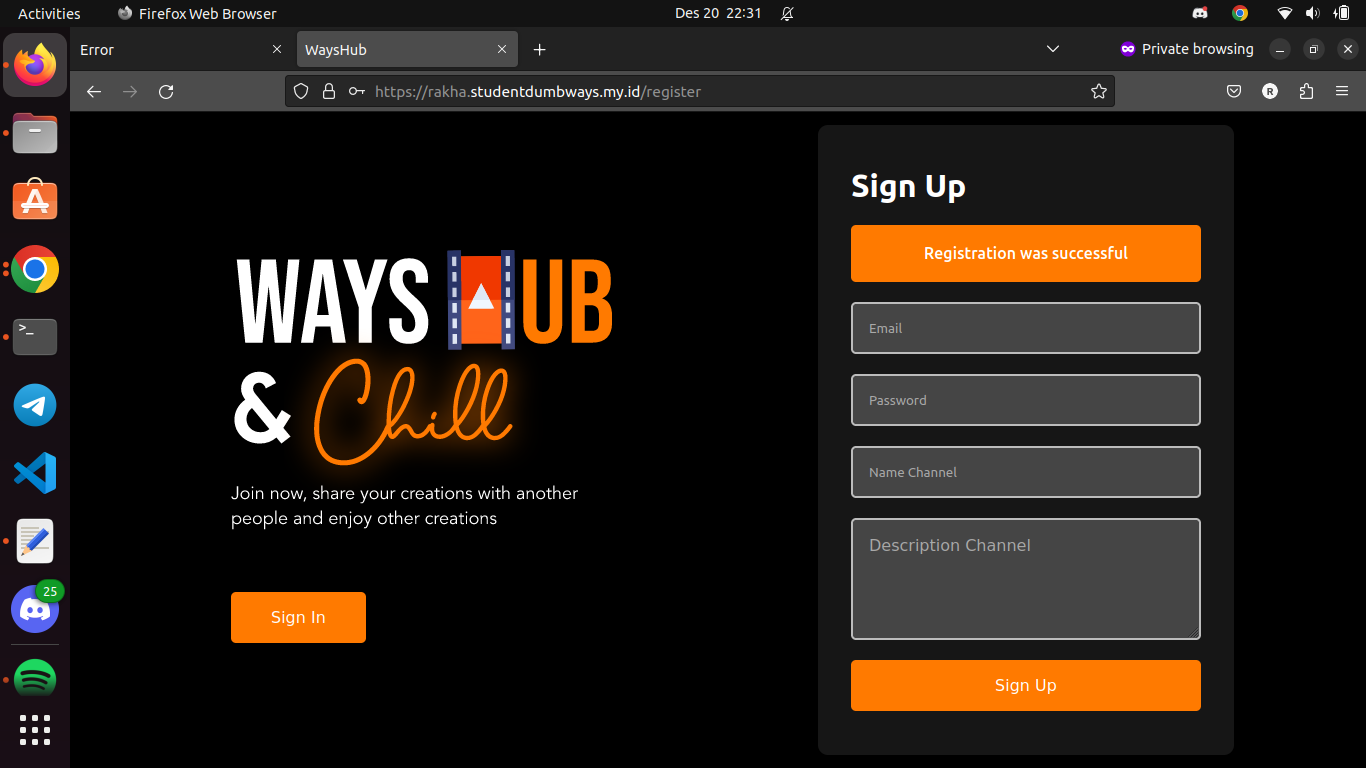 Activities
Firefox Web Browser
Des 20 22:31
Error
WaysHub
Private browsing
https://rakha.studentdumbways.my.id/register
R
WAYS HUB
& Chill
Join now, share your creations with another
people and enjoy other creations
Sign In
Sign Up
Registration was successful
Email
Password
Name Channel
Description Channel
Sign Up
>_
25